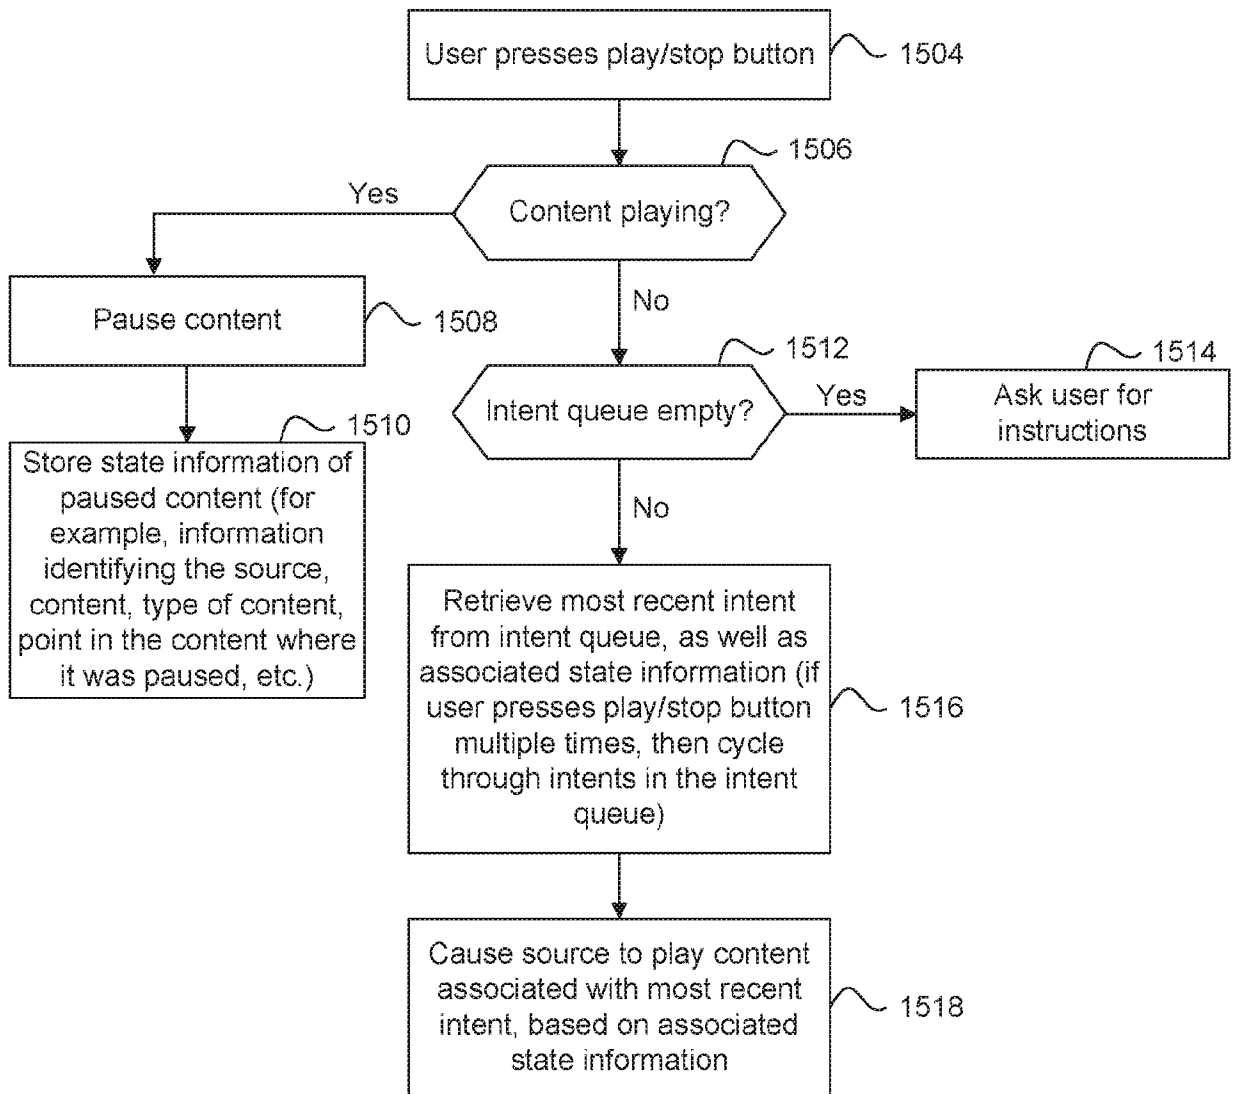 User presses play/stop button
1504
1506
Yes
Content playing?
No
Pause content
1508
1512
1514
Intent queue empty?
Yes
Ask user for
instructions
1510
Store state information of
paused content (for
example, information
identifying the source,
content, type of content,
point in the content where
it was paused, etc.)
No
Retrieve most recent intent
from intent queue, as well as
associated state information (if
user presses play/stop button
multiple times, then cycle
through intents in the intent
queue)
1516
Cause source to play content
associated with most recent
intent, based on associated
state information
1518